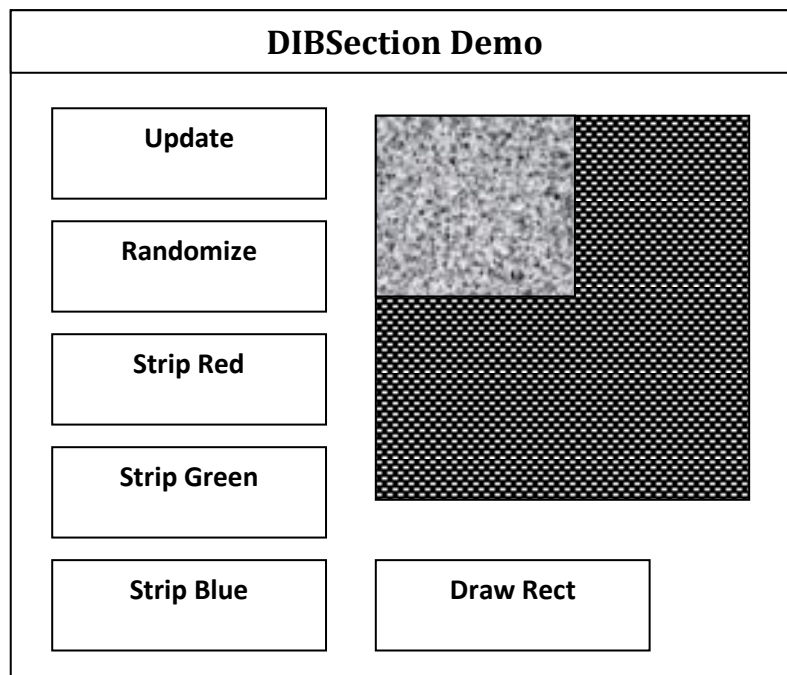 DIBSection Demo
Update
Randomize
Strip Red
Strip Green
Strip Blue
Draw Rect